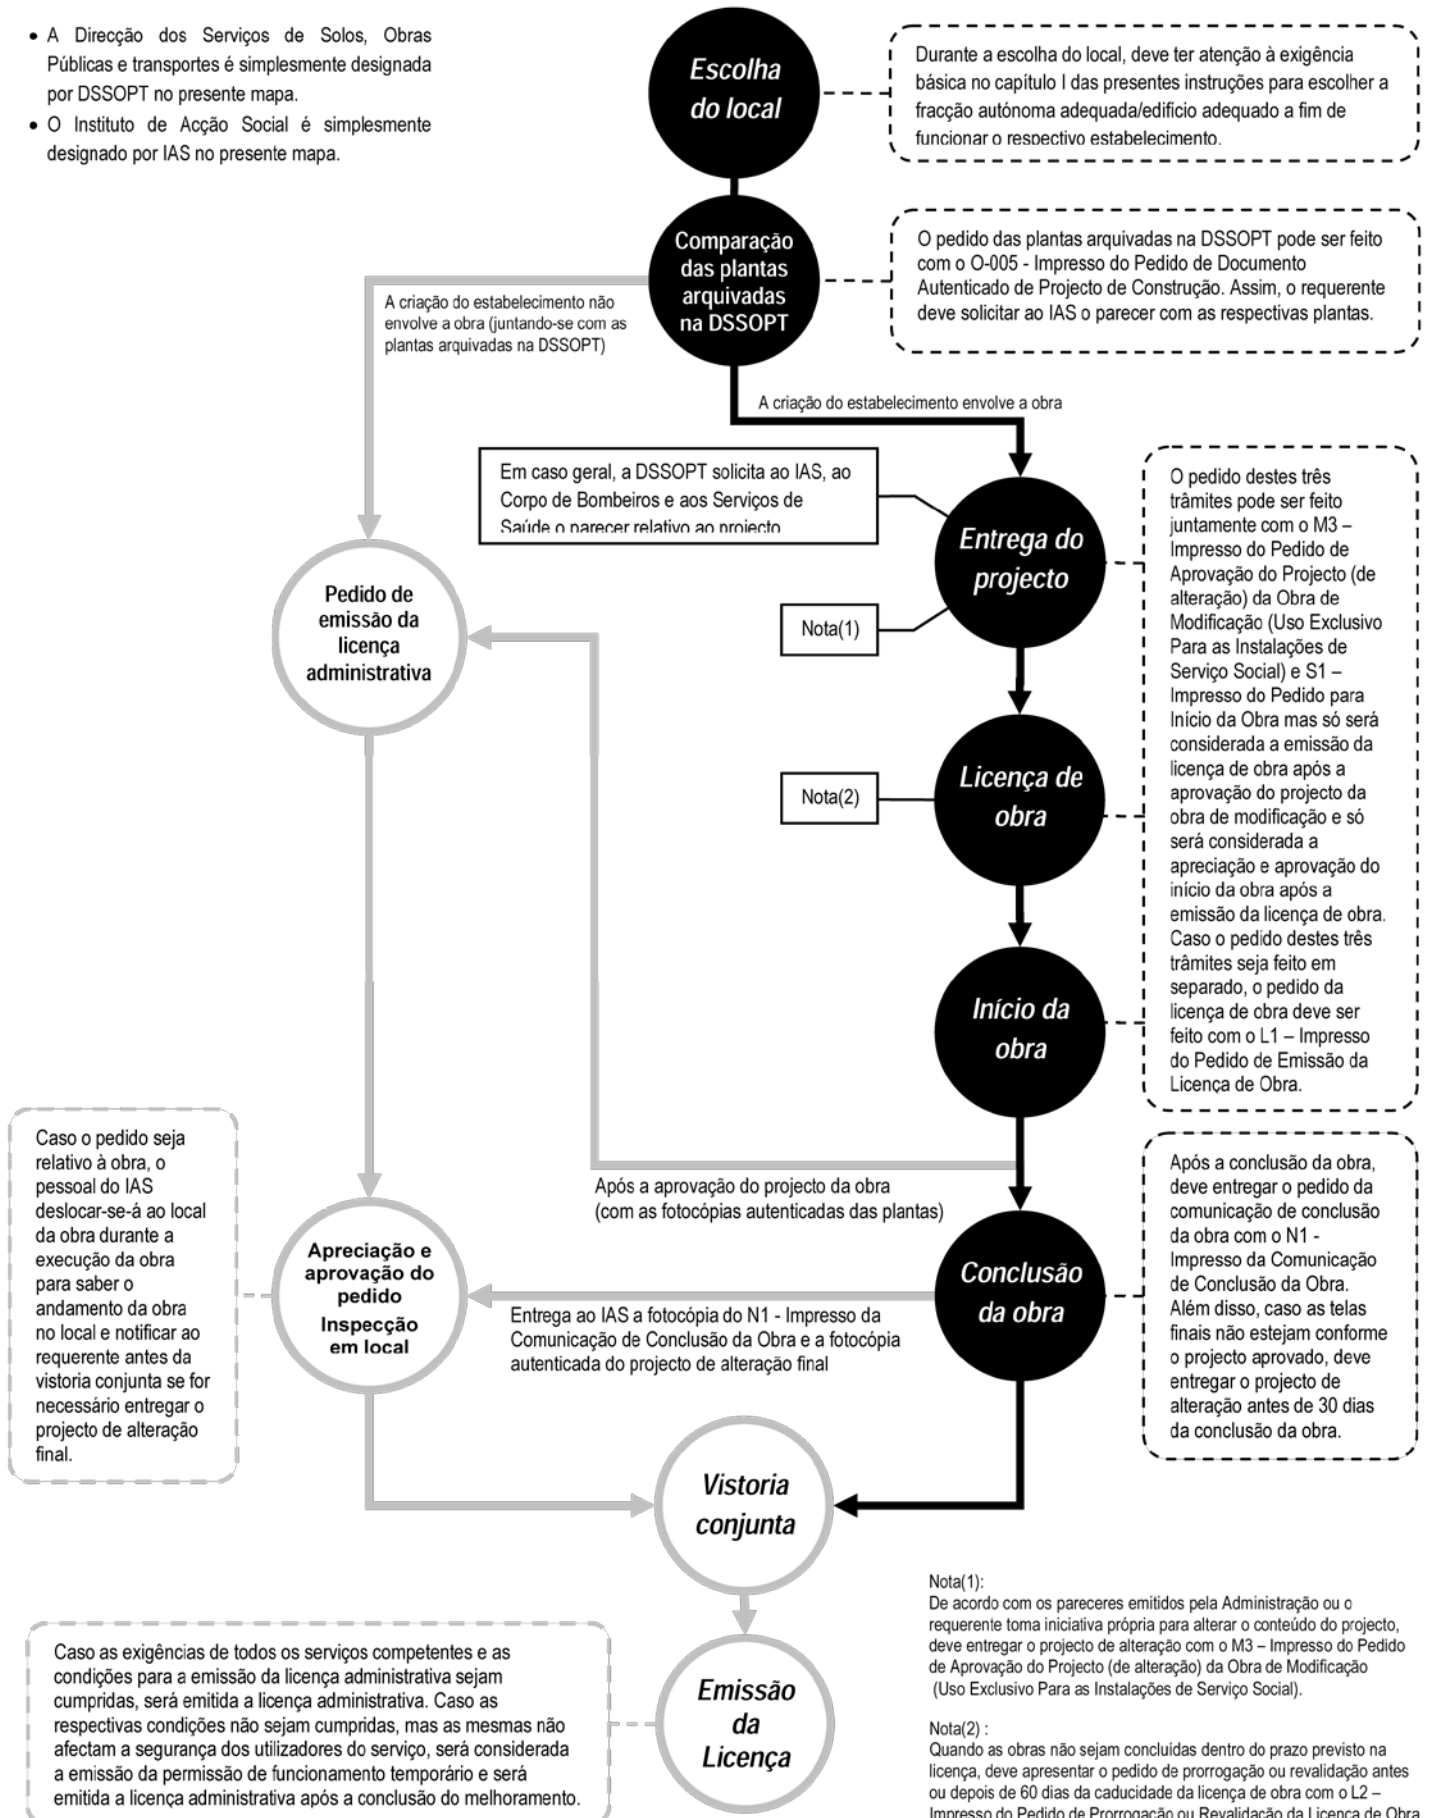 • A Direcção dos Serviços de Solos, Obras
Públicas e transportes é simplesmente designada
por DSSOPT no presente mapa.
• O Instituto de Acção Social é simplesmente
designado por IAS no presente mapa.
Escolha
do local
Durante a escolha do local, deve ter atenção à exigência
básica no capítulo I das presentes instruções para escolher a
fracção autónoma adequada/edifício adequado a fim de
funcionar o respectivo estabelecimento.
Comparação
das plantas
arquivadas
na DSSOPT
O pedido das plantas arquivadas na DSSOPT pode ser feito
com o O-005 - Impresso do Pedido de Documento
Autenticado de Projecto de Construção. Assim, o requerente
deve solicitar ao IAS o parecer com as respectivas plantas.
A criação do estabelecimento não
envolve a obra (juntando-se com as
plantas arquivadas na DSSOPT)
A criação do estabelecimento envolve a obra
Em caso geral, a DSSOPT solicita ao IAS, ao
Corpo de Bombeiros e aos Serviços de
Saúde o parecer relativo ao projecto
Entrega do
projecto
Nota(1)
O pedido destes três
trâmites pode ser feito
juntamente com o M3 –
Impresso do Pedido de
Aprovação do Projecto (de
alteração) da Obra de
Modificação (Uso Exclusivo
Para as Instalações de
Serviço Social) e S1 –
Impresso do Pedido para
Início da Obra mas só será
considerada a emissão da
licença de obra após a
aprovação do projecto da
obra de modificação e só
será considerada a
apreciação e aprovação do
início da obra após a
emissão da licença de obra.
Caso o pedido destes três
trâmites seja feito em
separado, o pedido da
licença de obra deve ser
feito com o L1 – Impresso
do Pedido de Emissão da
Licença de Obra.
Pedido de
emissão da
licença
administrativa
Licença de
obra
Nota(2)
Início da
obra
Após a aprovação do projecto da obra
(com as fotocópias autenticadas das plantas)
Caso o pedido seja
relativo à obra, o
pessoal do IAS
deslocar-se-á ao local
da obra durante a
execução da obra
para saber o
andamento da obra
no local e notificar ao
requerente antes da
vistoria conjunta se for
necessário entregar o
projecto de alteração
final.
Apreciação e
aprovação do
pedido
Inspecção
em local
Entrega ao IAS a fotocópia do N1 - Impresso da
Comunicação de Conclusão da Obra e a fotocópia
autenticada do projecto de alteração final
Conclusão
da obra
Após a conclusão da obra,
deve entregar o pedido da
comunicação de conclusão
da obra com o N1 -
Impresso da Comunicação
de Conclusão da Obra.
Além disso, caso as telas
finais não estejam conforme
o projecto aprovado, deve
entregar o projecto de
alteração antes de 30 dias
da conclusão da obra.
Vistoria
conjunta
Emissão
da
Licença
Caso as exigências de todos os serviços competentes e as
condições para a emissão da licença administrativa sejam
cumpridas, será emitida a licença administrativa. Caso as
respectivas condições não sejam cumpridas, mas as mesmas não
afectam a segurança dos utilizadores do serviço, será considerada
a emissão da permissão de funcionamento temporário e será
emitida a licença administrativa após a conclusão do melhoramento.
Nota(1):
De acordo com os pareceres emitidos pela Administração ou o
requerente toma iniciativa própria para alterar o conteúdo do projecto,
deve entregar o projecto de alteração com o M3 – Impresso do Pedido
de Aprovação do Projecto (de alteração) da Obra de Modificação
(Uso Exclusivo Para as Instalações de Serviço Social).
Nota(2) :
Quando as obras não sejam concluidas dentro do prazo previsto na
licença, deve apresentar o pedido de prorrogação ou revalidação antes
ou depois de 60 dias da caducidade da licença de obra com o L2 –
Impresso do Pedido de Prorrogação ou Revalidação da Licença de Obra.